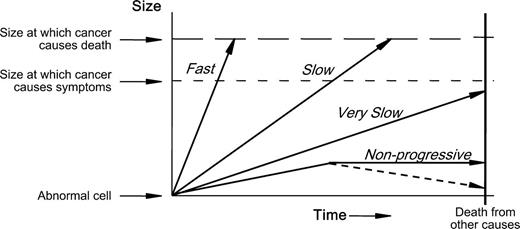 Size
Size at which cancer
causes death
Fast
Slow
Size at which cancer
causes symptoms
Very Slow
Non-progressive
Abnormal cell
Time
Death from
other causes